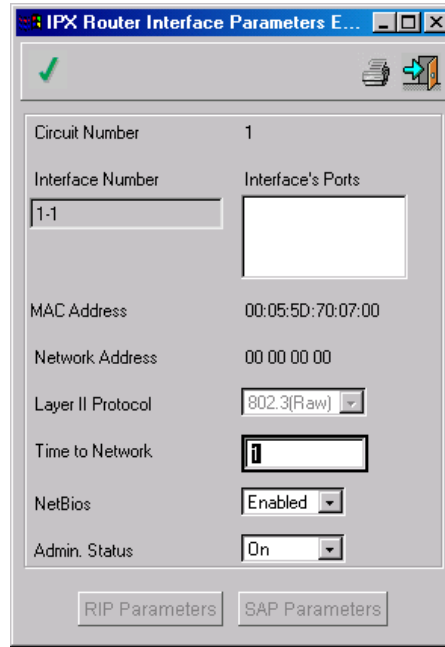 IPX Router Interface Parameters E...
Circuit Number 1
Interface Number Interface's Ports
1-1
MAC Address 00:05:5D:70:07:00
Network Address 00 00 00 00
Layer II Protocol 802.3(Raw)
Time to Network 1
NetBios Enabled
Admin. Status On
RIP Parameters SAP Parameters